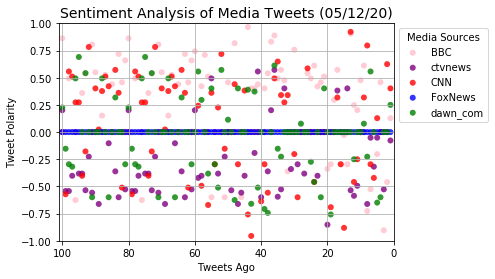 Sentiment Analysis of Media Tweets (05/12/20)
Media Sources
BBC
ctvnews
CNN
FoxNews
dawn_com
Tweet Polarity
1.00
0.75
0.50
0.25
0.00
−0.25
−0.50
−0.75
−1.00
100 80 60 40 20 0
Tweets Ago